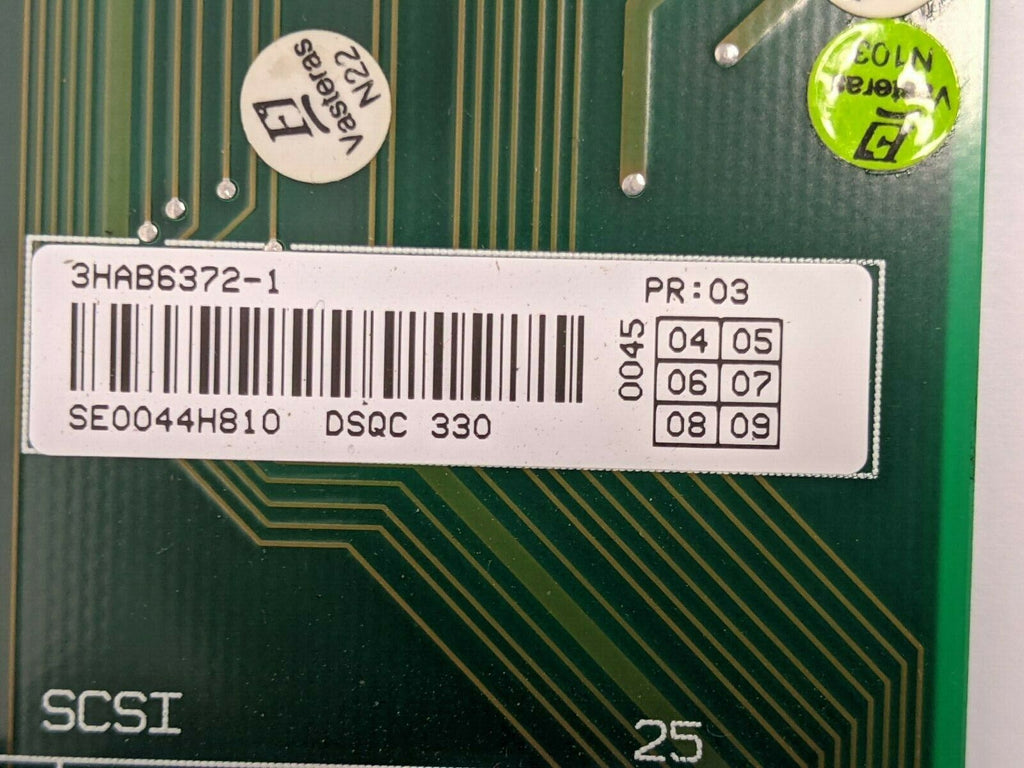 Vasteras
N22
Vasteras
N103
3HAB6372-1
PR:03
0045
04 05
06 07
08 09
SE0044H810 DSQC 330
SCSI
25